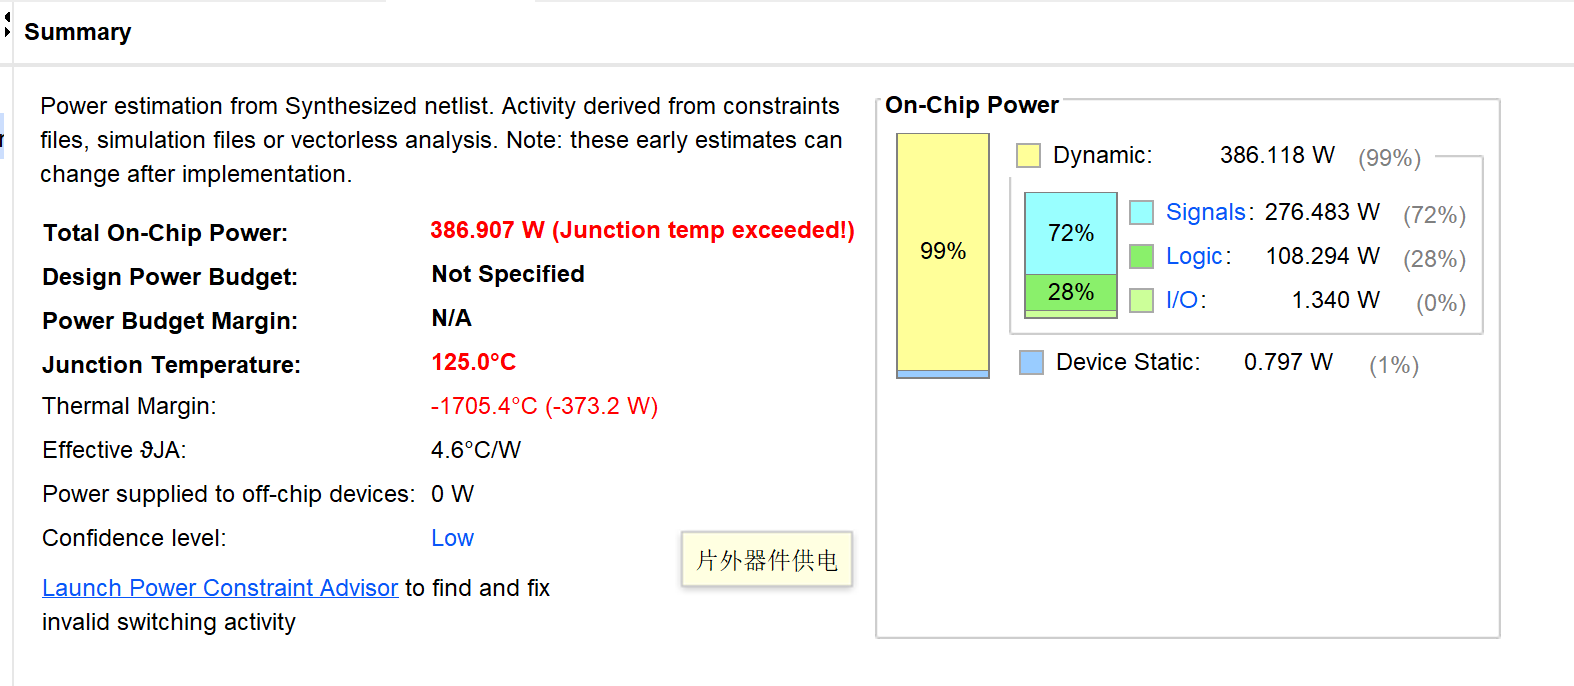 Summary
Power estimation from Synthesized netlist. Activity derived from constraints
files, simulation files or vectorless analysis. Note: these early estimates can
change after implementation.
Total On-Chip Power: 386.907 W (Junction temp exceeded!)
Design Power Budget: Not Specified
Power Budget Margin: N/A
Junction Temperature: 125.0°C
Thermal Margin: -1705.4°C (-373.2 W)
Effective ϑJA: 4.6°C/W
Power supplied to off-chip devices: 0 W
Confidence level: Low
Launch Power Constraint Advisor to find and fix
invalid switching activity
片外器件供电
On-Chip Power
99%
Dynamic: 386.118 W (99%)
72%
28%
Signals: 276.483 W (72%)
Logic: 108.294 W (28%)
I/O: 1.340 W (0%)
Device Static: 0.797 W (1%)